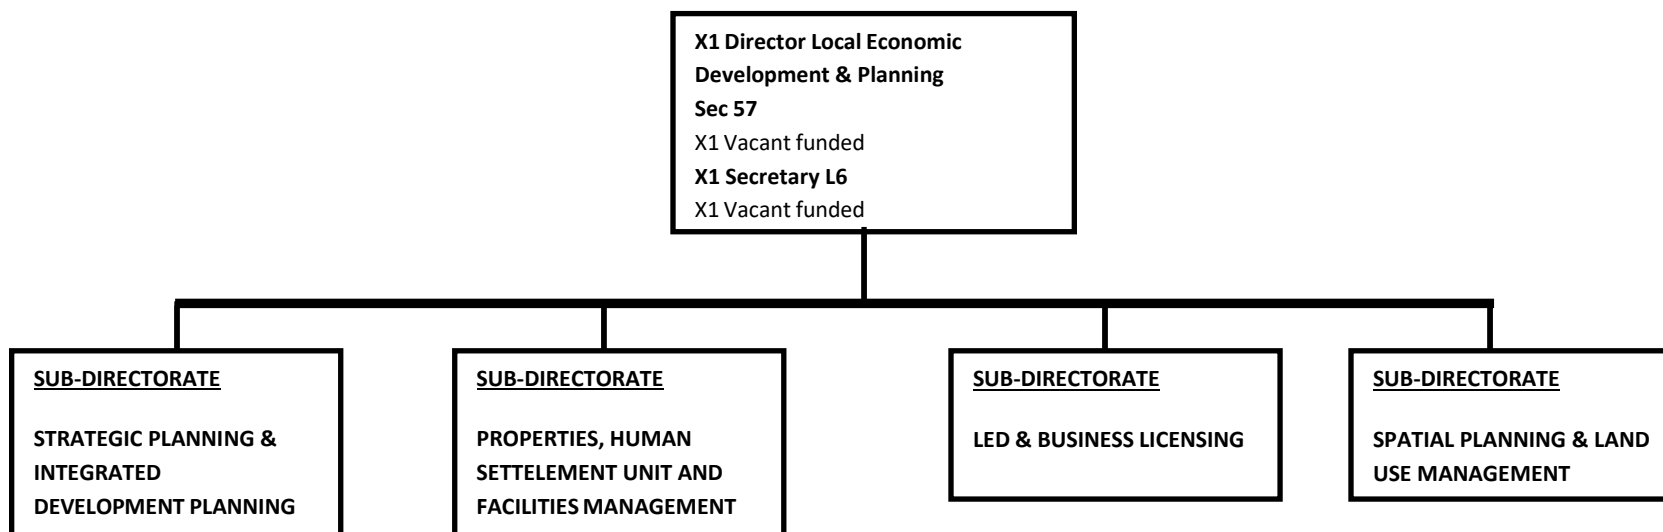 X1 Director Local Economic
Development & Planning
Sec 57
X1 Vacant funded
X1 Secretary L6
X1 Vacant funded
SUB-DIRECTORATE
STRATEGIC PLANNING &
INTEGRATED
DEVELOPMENT PLANNING
SUB-DIRECTORATE
PROPERTIES, HUMAN
SETTELEMENT UNIT AND
FACILITIES MANAGEMENT
SUB-DIRECTORATE
LED & BUSINESS LICENSING
SUB-DIRECTORATE
SPATIAL PLANNING & LAND
USE MANAGEMENT